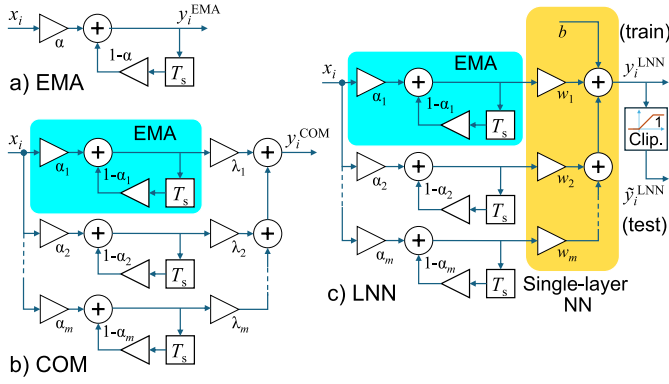 x_i
α
y_i^EMA
1-α
T_s
a) EMA
x_i
EMA
α_1
1-α_1
T_s
λ_1
y_i^COM
α_2
1-α_2
T_s
λ_2
α_m
1-α_m
T_s
λ_m
b) COM
x_i
EMA
α_1
1-α_1
T_s
b
(train)
w_1
y_i^LNN
1
Clip.
α_2
1-α_2
T_s
w_2
ỹ_i^LNN
(test)
α_m
1-α_m
T_s
w_m
c) LNN
Single-layer
NN